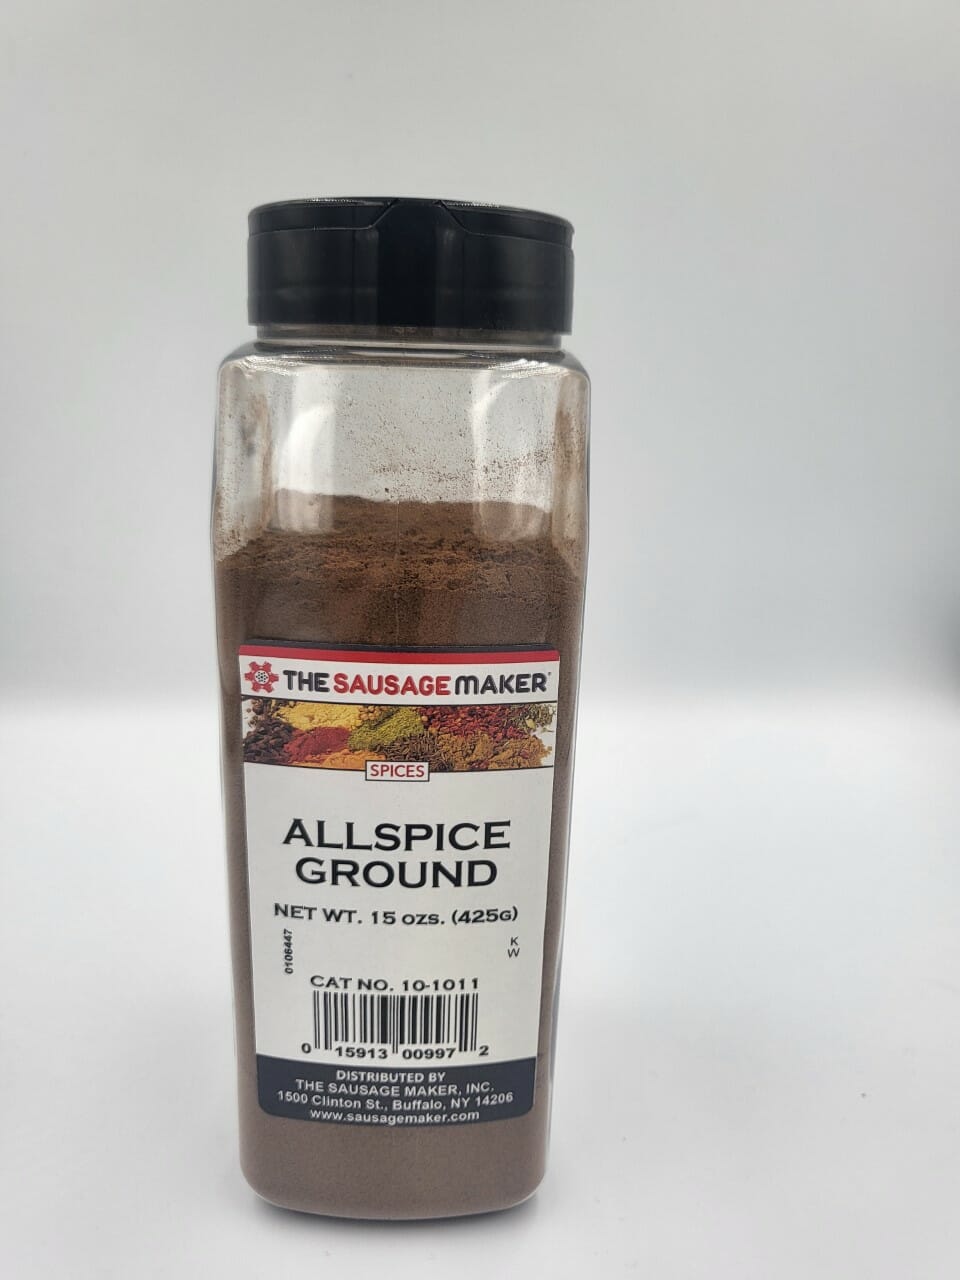 THE SAUSAGE MAKER
SPICES
ALLSPICE
GROUND
NET WT. 15 OZS. (425G)
0106447
K
W
CAT NO. 10-1011
0 15913 00997 2
DISTRIBUTED BY
THE SAUSAGE MAKER, INC.
1500 Clinton St., Buffalo, NY 14206
www.sausagemaker.com